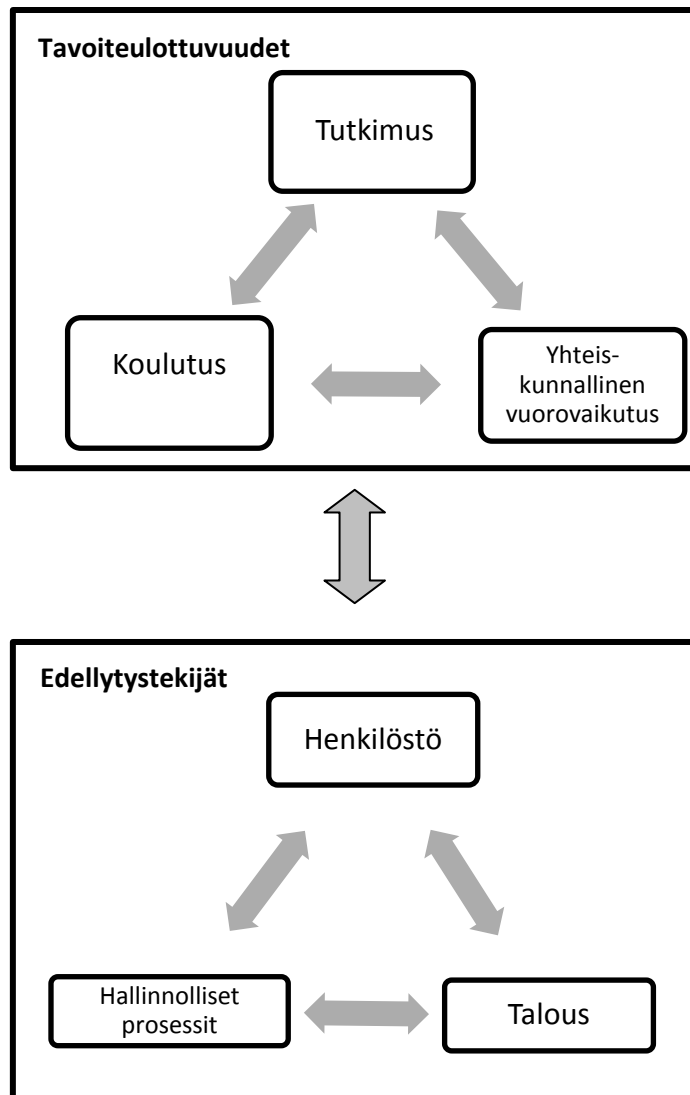 Tavoiteulottuvuudet
Tutkimus
Koulutus
Yhteis-
kunnallinen
vuorovaikutus
Edellytystekijät
Henkilöstö
Hallinnolliset
prosessit
Talous